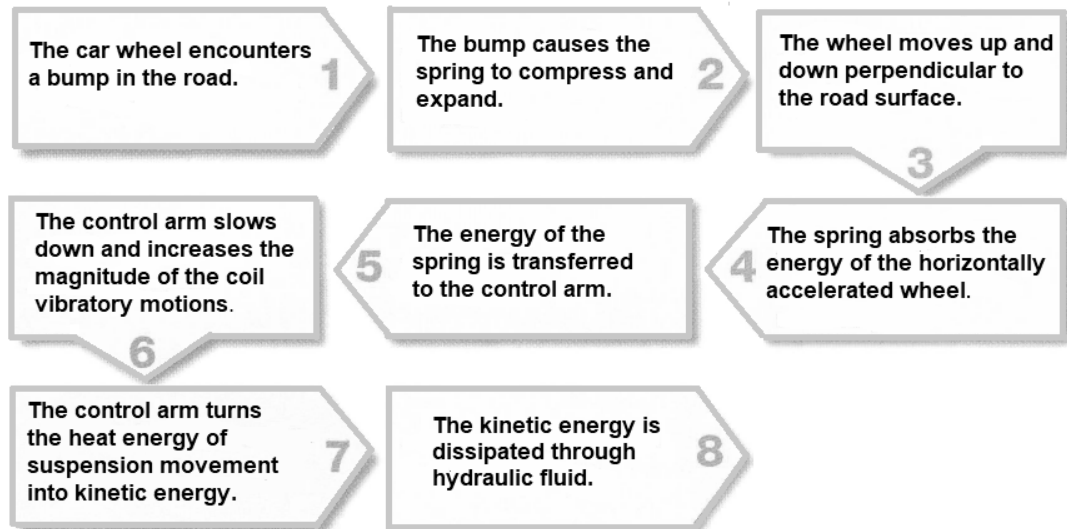 The car wheel encounters
a bump in the road.
1
The bump causes the
spring to compress and
expand.
2
The wheel moves up and
down perpendicular to
the road surface.
3
The spring absorbs the
energy of the horizontally
accelerated wheel.
4
The energy of the
spring is transferred
to the control arm.
5
The control arm slows
down and increases the
magnitude of the coil
vibratory motions.
6
The control arm turns
the heat energy of
suspension movement
into kinetic energy.
7
The kinetic energy is
dissipated through
hydraulic fluid.
8